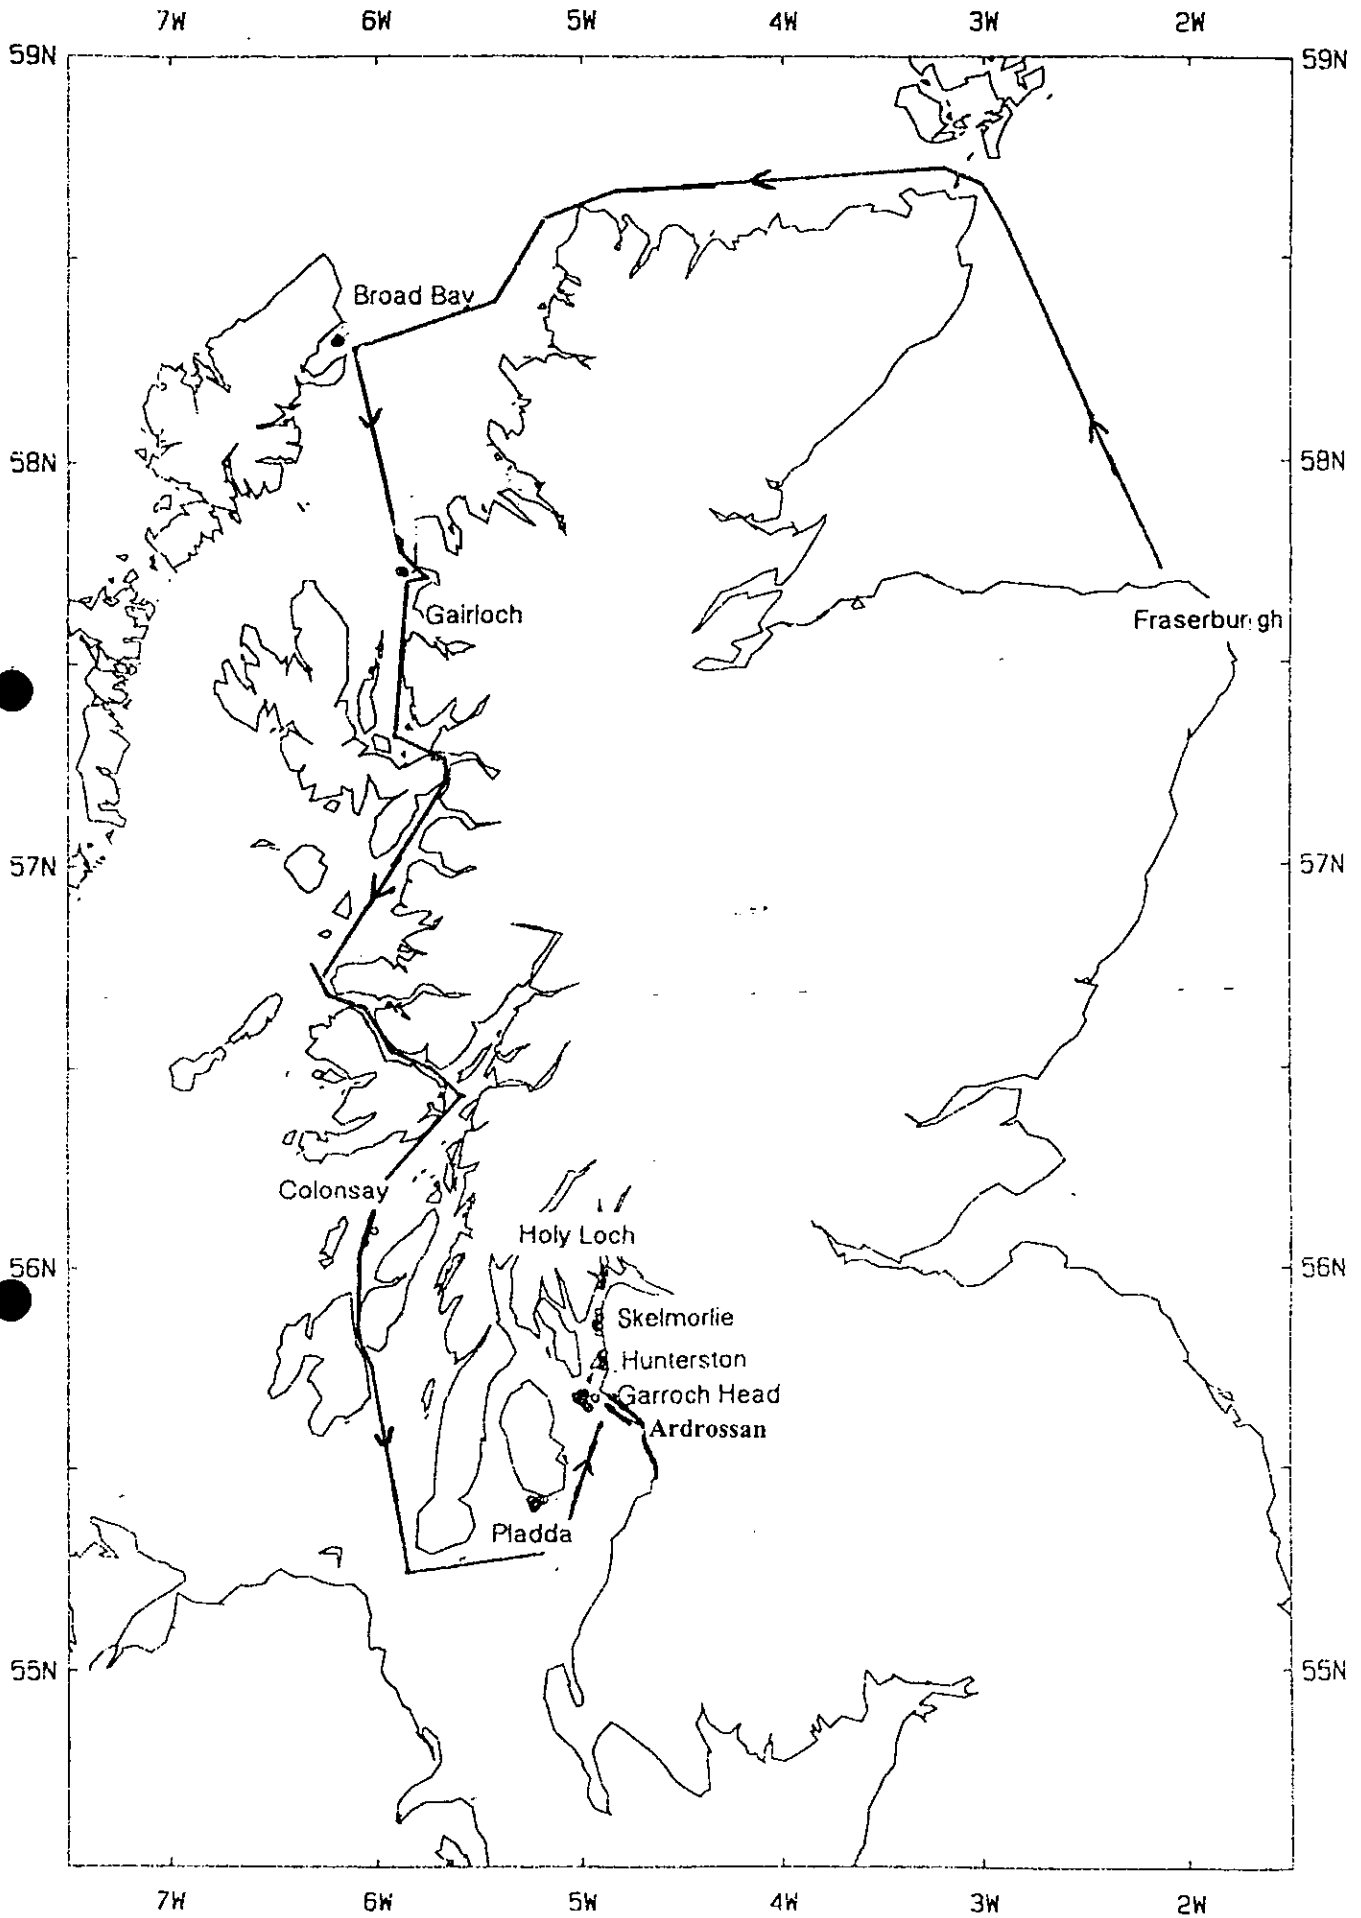 7W 6W 5W 4W 3W 2W
59N 59N
Broad Bay
58N 58N
Gairloch
Fraserburgh
57N 57N
Colonsay
Holy Loch
56N 56N
Skelmorlie
Hunterston
Garroch Head
Ardrossan
Pladda
55N 55N
7W 6W 5W 4W 3W 2W